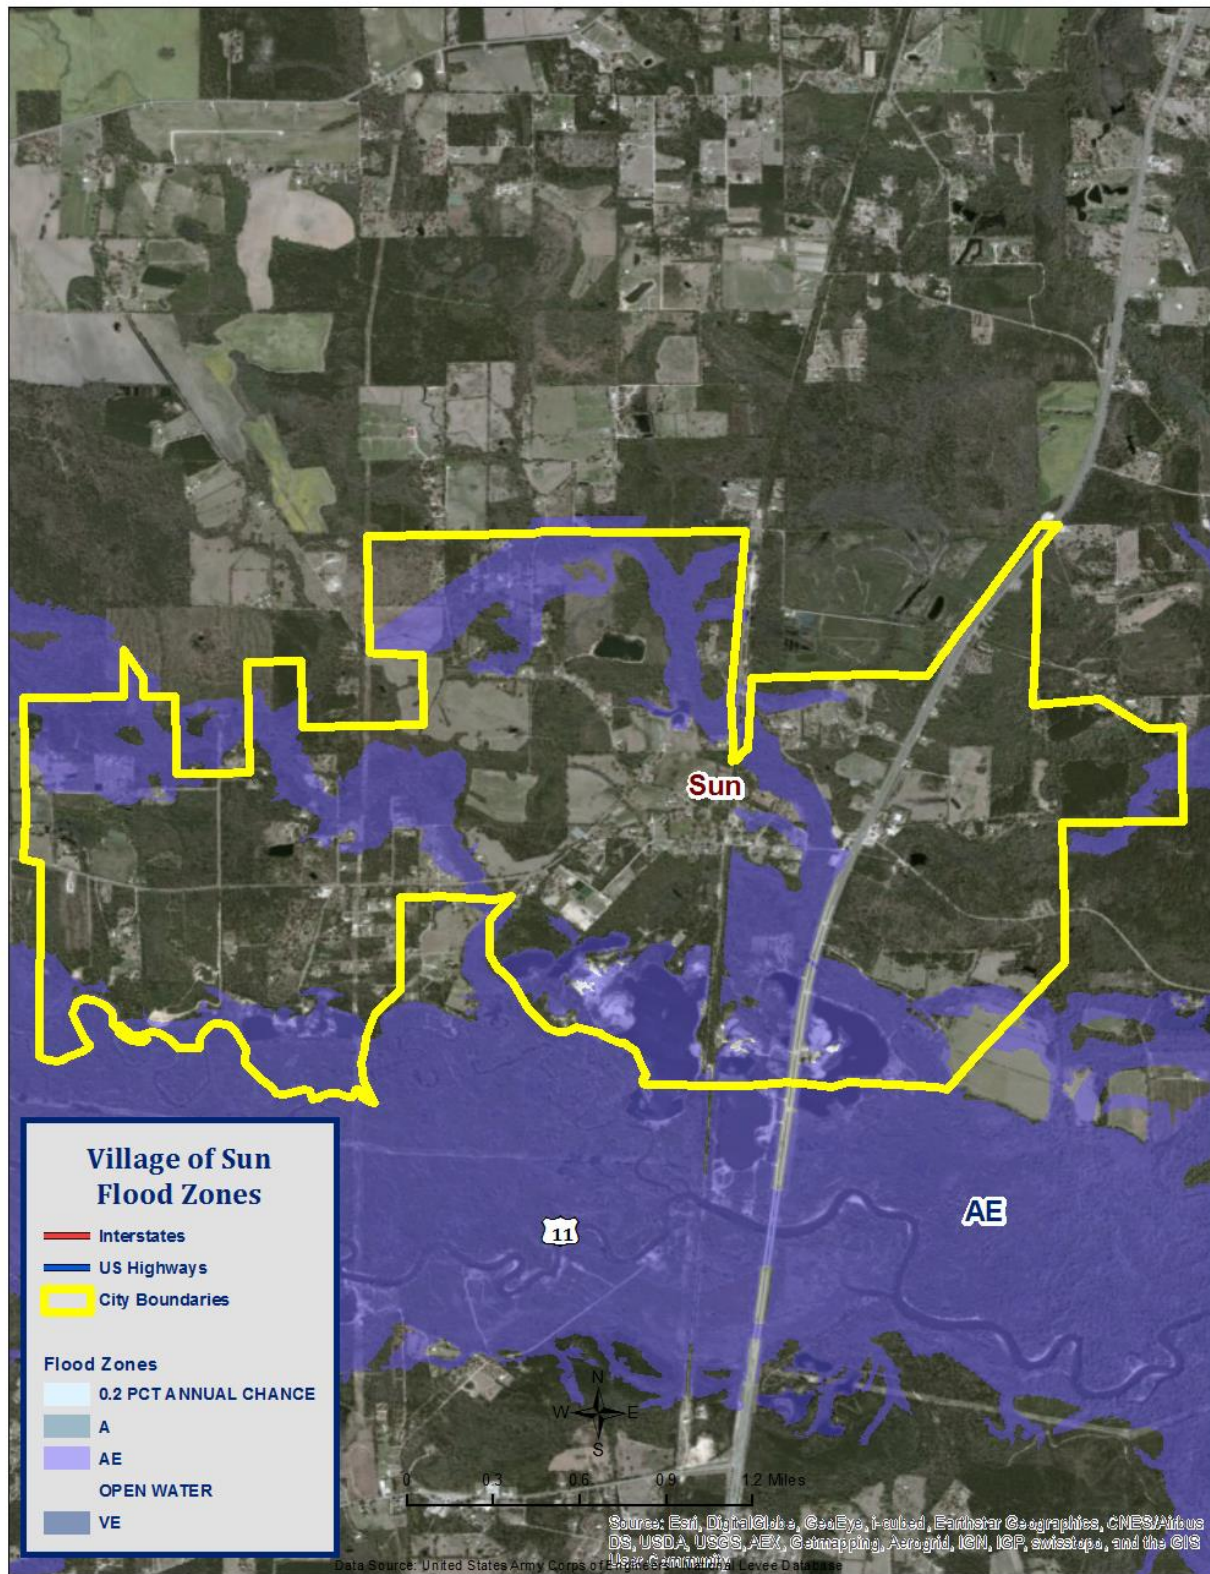 Sun
AE
11
Village of Sun
Flood Zones
Interstates
US Highways
City Boundaries
Flood Zones
0.2 PCT ANNUAL CHANCE
A
AE
OPEN WATER
VE
N
W E
S
0 0.3 0.6 0.9 1.2 Miles
Source: Esri, DigitalGlobe, GeoEye, i-cubed, Earthstar Geographics, CNES/Airbus
DS, USDA, USGS, AEX, Getmapping, Aerogrid, IGN, IGP, swisstopo, and the GIS
User Community
Data Source: United States Army Corps of Engineers National Levee Database